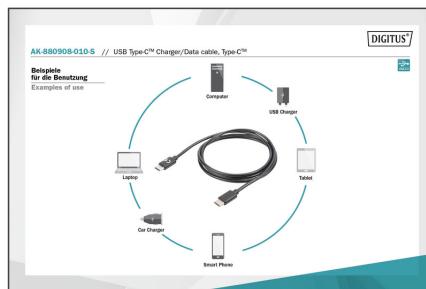 DIGITUS®
AK-880908-010-S // USB Type-C™ Charger/Data cable, Type-C™
Beispiele
für die Benutzung
Examples of use
Computer
USB Charger
Laptop
Tablet
Car Charger
Smart Phone